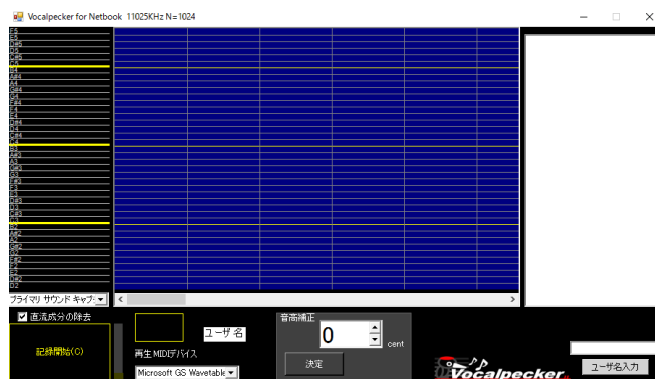 Vocalpecker for Netbook 11025KHz N=1024
F5
E5
D#5
D5
C#5
C5
B4
A#4
A4
G#4
G4
F#4
F4
E4
D#4
D4
C#4
C4
B3
A#3
A3
G#3
G3
F#3
F3
E3
D#3
D3
C#3
C3
B2
A#2
A2
G#2
G2
F#2
F2
E2
D#2
D2
プライマリ サウンド キャプ
直流成分の除去
記録開始(C)
ユーザ名
再生MIDIデバイス
Microsoft GS Wavetable
音高補正
0
cent
決定
Vocalpecker
ユーザ名入力